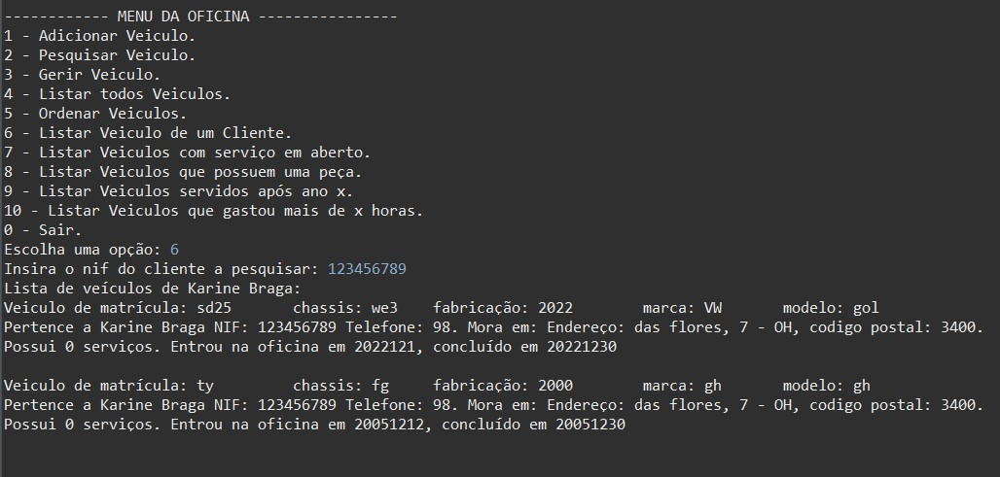 ------------ MENU DA OFICINA ----------------
1 - Adicionar Veiculo.
2 - Pesquisar Veiculo.
3 - Gerir Veiculo.
4 - Listar todos Veiculos.
5 - Ordenar Veiculos.
6 - Listar Veiculo de um Cliente.
7 - Listar Veiculos com serviço em aberto.
8 - Listar Veiculos que possuem uma peça.
9 - Listar Veiculos servidos após ano x.
10 - Listar Veiculos que gastou mais de x horas.
0 - Sair.
Escolha uma opção: 6
Insira o nif do cliente a pesquisar: 123456789
Lista de veículos de Karine Braga:
Veiculo de matrícula: sd25       chassis: we3    fabricação: 2022        marca: VW       modelo: gol
Pertence a Karine Braga NIF: 123456789 Telefone: 98. Mora em: Endereço: das flores, 7 - OH, codigo postal: 3400.
Possui 0 serviços. Entrou na oficina em 2022121, concluído em 20221230
Veiculo de matrícula: ty         chassis: fg     fabricação: 2000        marca: gh       modelo: gh
Pertence a Karine Braga NIF: 123456789 Telefone: 98. Mora em: Endereço: das flores, 7 - OH, codigo postal: 3400.
Possui 0 serviços. Entrou na oficina em 20051212, concluído em 20051230